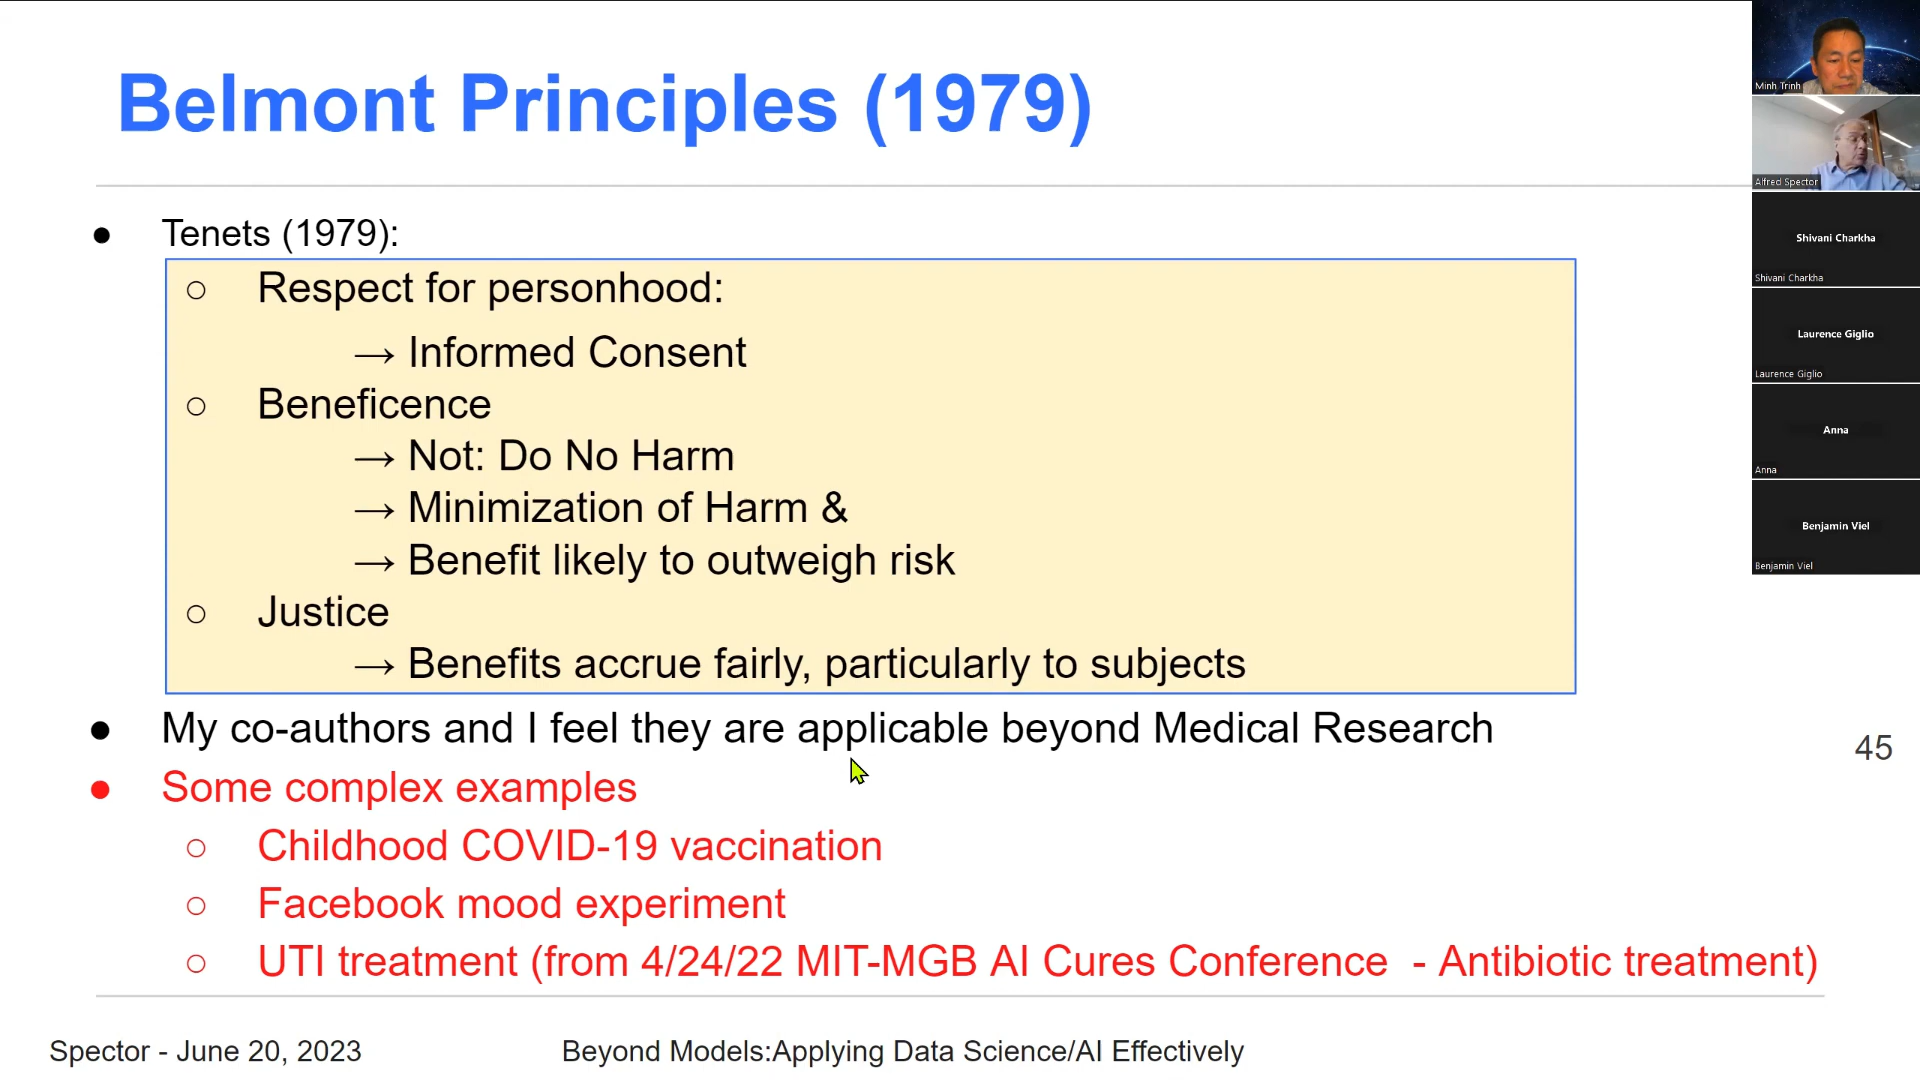 Belmont Principles (1979)
● Tenets (1979):
○ Respect for personhood:
→ Informed Consent
○ Beneficence
→ Not: Do No Harm
→ Minimization of Harm &
→ Benefit likely to outweigh risk
○ Justice
→ Benefits accrue fairly, particularly to subjects
● My co-authors and I feel they are applicable beyond Medical Research
● Some complex examples
○ Childhood COVID-19 vaccination
○ Facebook mood experiment
○ UTI treatment (from 4/24/22 MIT-MGB AI Cures Conference - Antibiotic treatment)
45
Spector - June 20, 2023
Beyond Models:Applying Data Science/AI Effectively
Minh Trinh
Alfred Spector
Shivani Charkha
Shivani Charkha
Laurence Giglio
Laurence Giglio
Anna
Anna
Benjamin Viel
Benjamin Viel